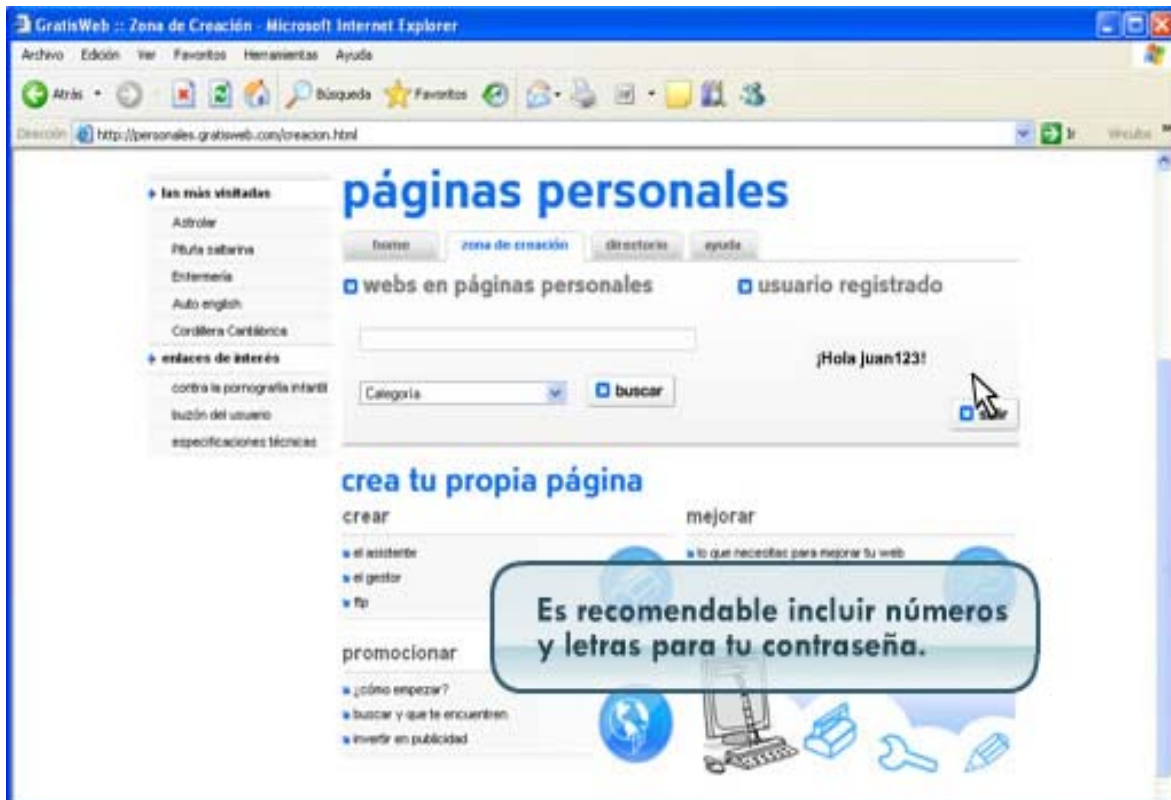 GratisWeb :: Zona de Creación - Microsoft Internet Explorer
Archivo Edición Ver Favoritos Herramientas Ayuda
Atrás Búsqueda Favoritos
Dirección http://personales.gratisweb.com/creacion.html Ir Vínculos
las más visitadas
Astrolar
Pituta saltarina
Enfermería
Auto english
Cordillera Cantábrica
enlaces de interés
contra la pornografía infantil
buzón del usuario
especificaciones técnicas
páginas personales
home zona de creación directorio ayuda
webs en páginas personales
usuario registrado
¡Hola juan123!
Categoría buscar
salir
crea tu propia página
crear
el asistente
el gestor
ftp
mejorar
lo que necesitas para mejorar tu web
Es recomendable incluir números
y letras para tu contraseña.
promocionar
¿cómo empezar?
buscar y que te encuentren
invertir en publicidad